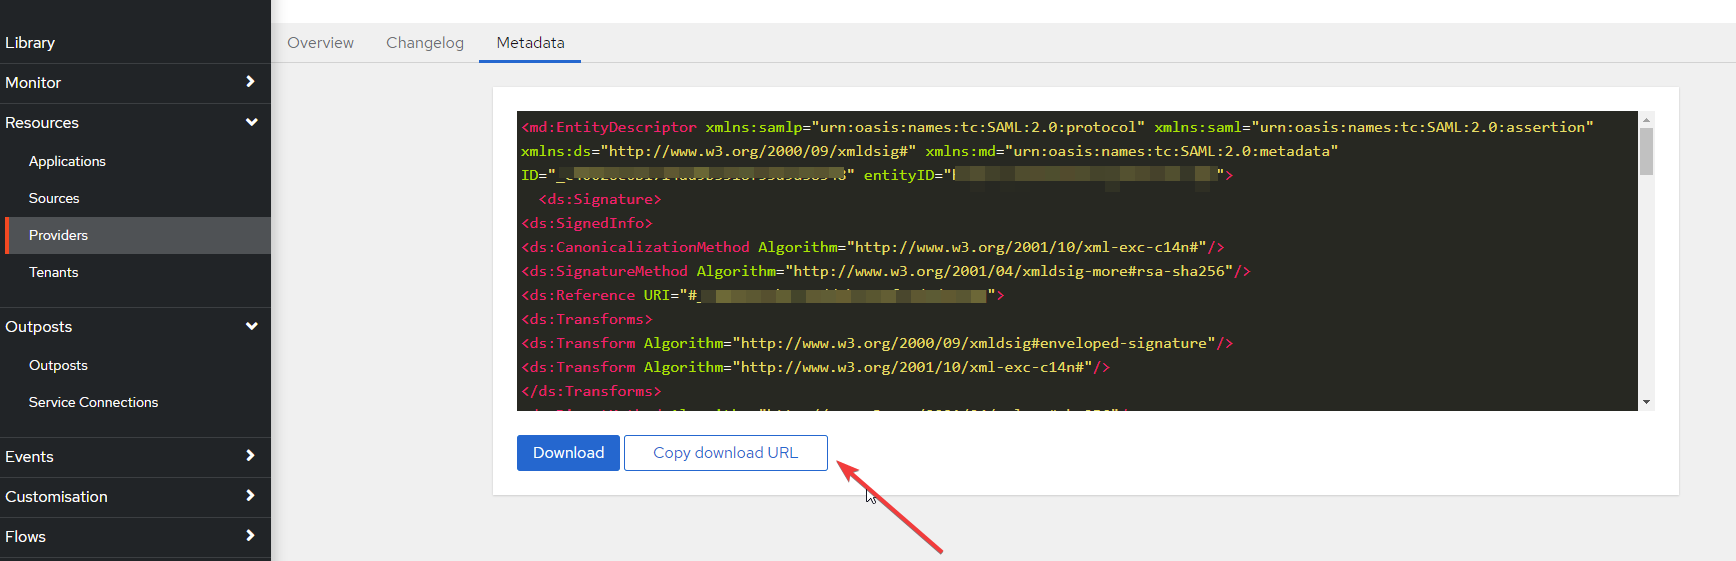 Library
Monitor
Resources
Applications
Sources
Providers
Tenants
Outposts
Outposts
Service Connections
Events
Customisation
Flows
Overview Changelog Metadata
<md:EntityDescriptor xmlns:samlp="urn:oasis:names:tc:SAML:2.0:protocol" xmlns:saml="urn:oasis:names:tc:SAML:2.0:assertion"
xmlns:ds="http://www.w3.org/2000/09/xmldsig#" xmlns:md="urn:oasis:names:tc:SAML:2.0:metadata"
ID="_ " entityID=" ">
<ds:Signature>
<ds:SignedInfo>
<ds:CanonicalizationMethod Algorithm="http://www.w3.org/2001/10/xml-exc-c14n#"/>
<ds:SignatureMethod Algorithm="http://www.w3.org/2001/04/xmldsig-more#rsa-sha256"/>
<ds:Reference URI="#_ ">
<ds:Transforms>
<ds:Transform Algorithm="http://www.w3.org/2000/09/xmldsig#enveloped-signature"/>
<ds:Transform Algorithm="http://www.w3.org/2001/10/xml-exc-c14n#"/>
</ds:Transforms>
Download Copy download URL